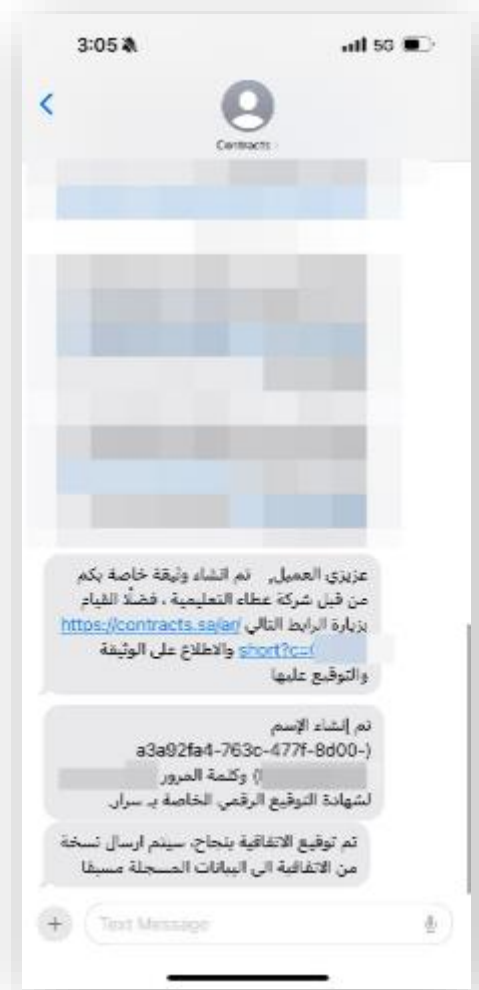 3:05
5G
Contracts
عزيزي العميل, تم انشاء وثيقة خاصة بكم
من قبل شركة عطاء التعليمية ، فضلًا القيام
بزيارة الرابط التالي https://contracts.sa/ar/
short?c= والاطلاع على الوثيقة
والتوقيع عليها
تم إنشاء الإسم
(a3a92fa4-763c-477f-8d00-
) وكلمة المرور
لشهادة التوقيع الرقمي الخاصة بـ سرار.
تم توقيع الاتفاقية بنجاح، سيتم ارسال نسخة
من الاتفاقية الى البيانات المسجلة مسبقا
Text Message